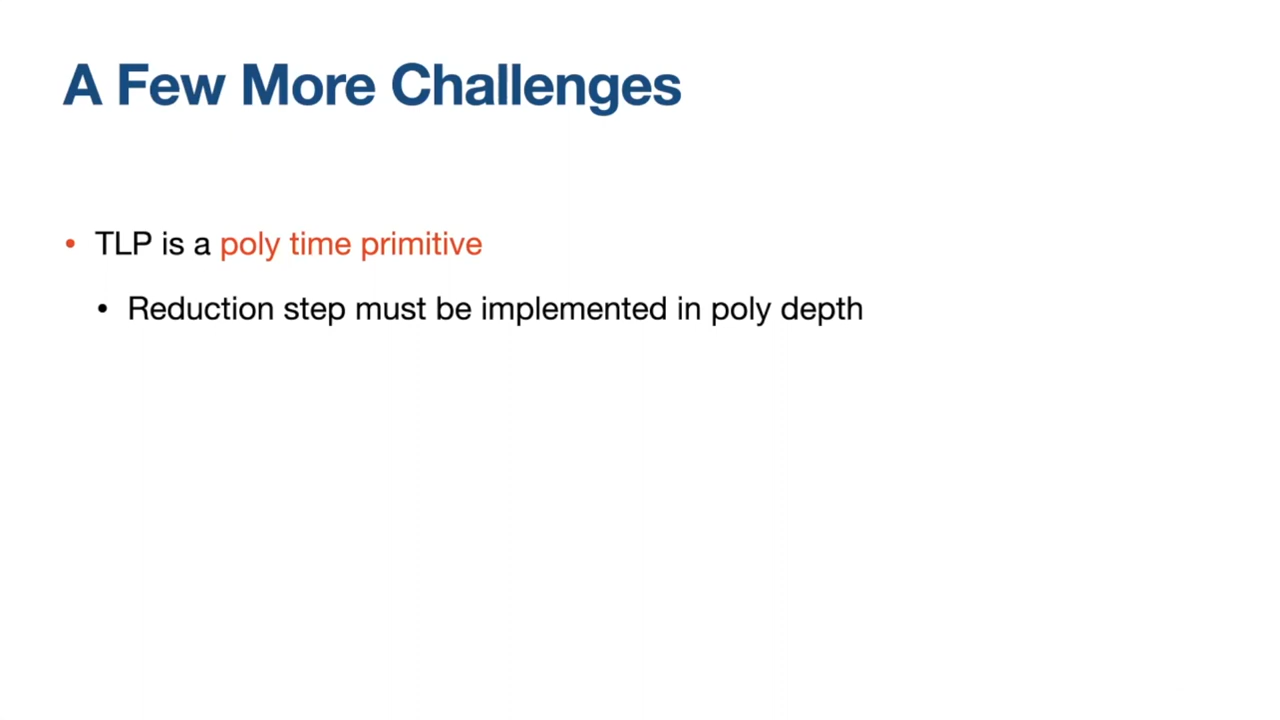 A Few More Challenges
• TLP is a poly time primitive
• Reduction step must be implemented in poly depth